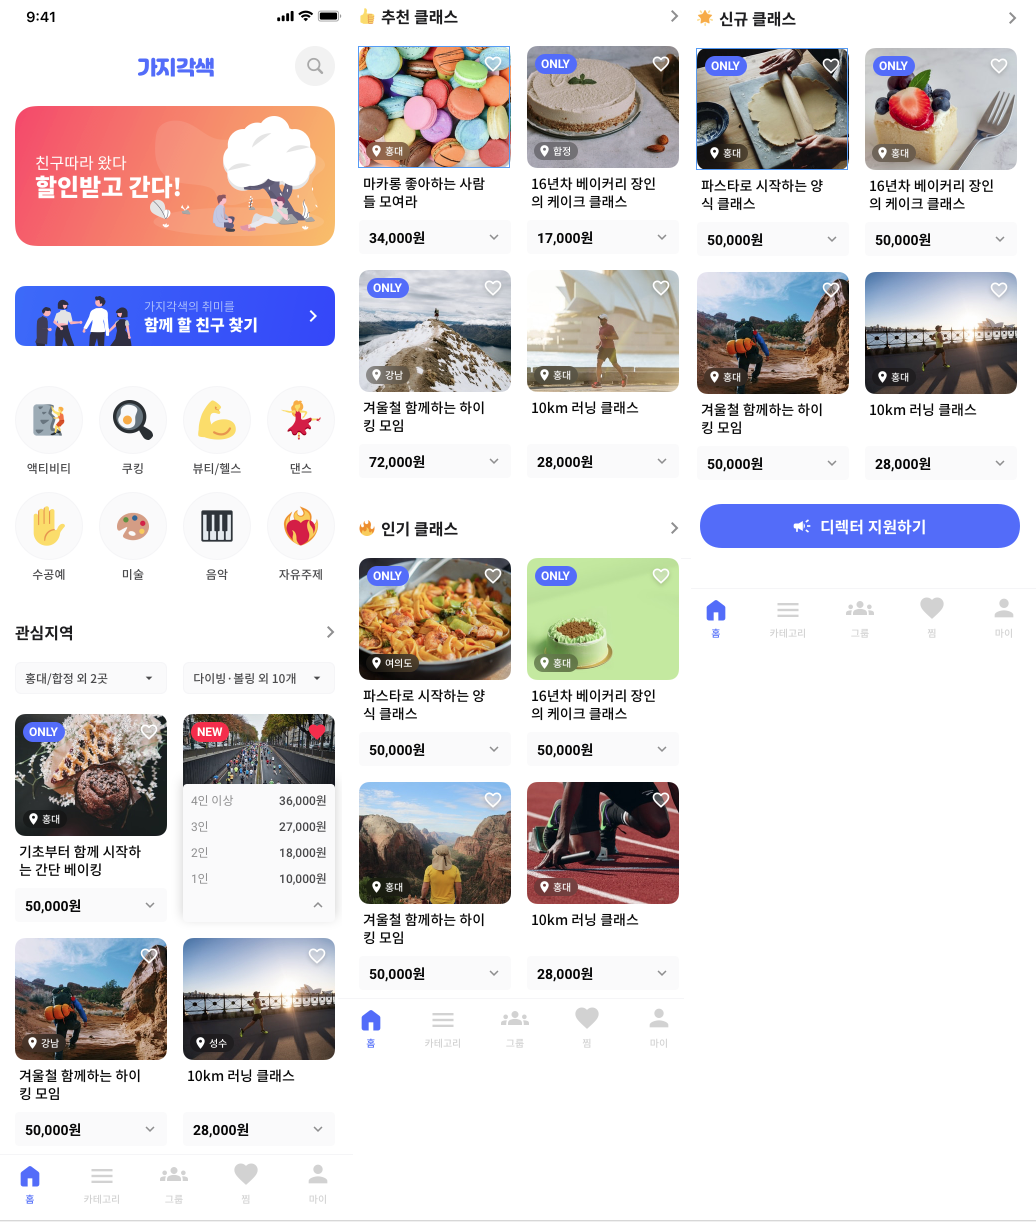 9:41
가지각색
친구따라 왔다
할인받고 간다!
가지각색의 취미를
함께 할 친구 찾기
액티비티
쿠킹
뷰티/헬스
댄스
수공예
미술
음악
자유주제
관심지역
홍대/합정 외 2곳
다이빙·볼링 외 10개
ONLY
홍대
기초부터 함께 시작하
는 간단 베이킹
50,000원
NEW
4인 이상 36,000원
3인 27,000원
2인 18,000원
1인 10,000원
강남
겨울철 함께하는 하이
킹 모임
50,000원
성수
10km 러닝 클래스
28,000원
홈
카테고리
그룹
찜
마이
추천 클래스
홍대
마카롱 좋아하는 사람
들 모여라
34,000원
ONLY
합정
16년차 베이커리 장인
의 케이크 클래스
17,000원
ONLY
강남
겨울철 함께하는 하이
킹 모임
72,000원
홍대
10km 러닝 클래스
28,000원
인기 클래스
ONLY
여의도
파스타로 시작하는 양
식 클래스
50,000원
ONLY
홍대
16년차 베이커리 장인
의 케이크 클래스
50,000원
홍대
겨울철 함께하는 하이
킹 모임
50,000원
홍대
10km 러닝 클래스
28,000원
홈
카테고리
그룹
찜
마이
신규 클래스
ONLY
홍대
파스타로 시작하는 양
식 클래스
50,000원
ONLY
홍대
16년차 베이커리 장인
의 케이크 클래스
50,000원
홍대
겨울철 함께하는 하이
킹 모임
50,000원
홍대
10km 러닝 클래스
28,000원
디렉터 지원하기
홈
카테고리
그룹
찜
마이